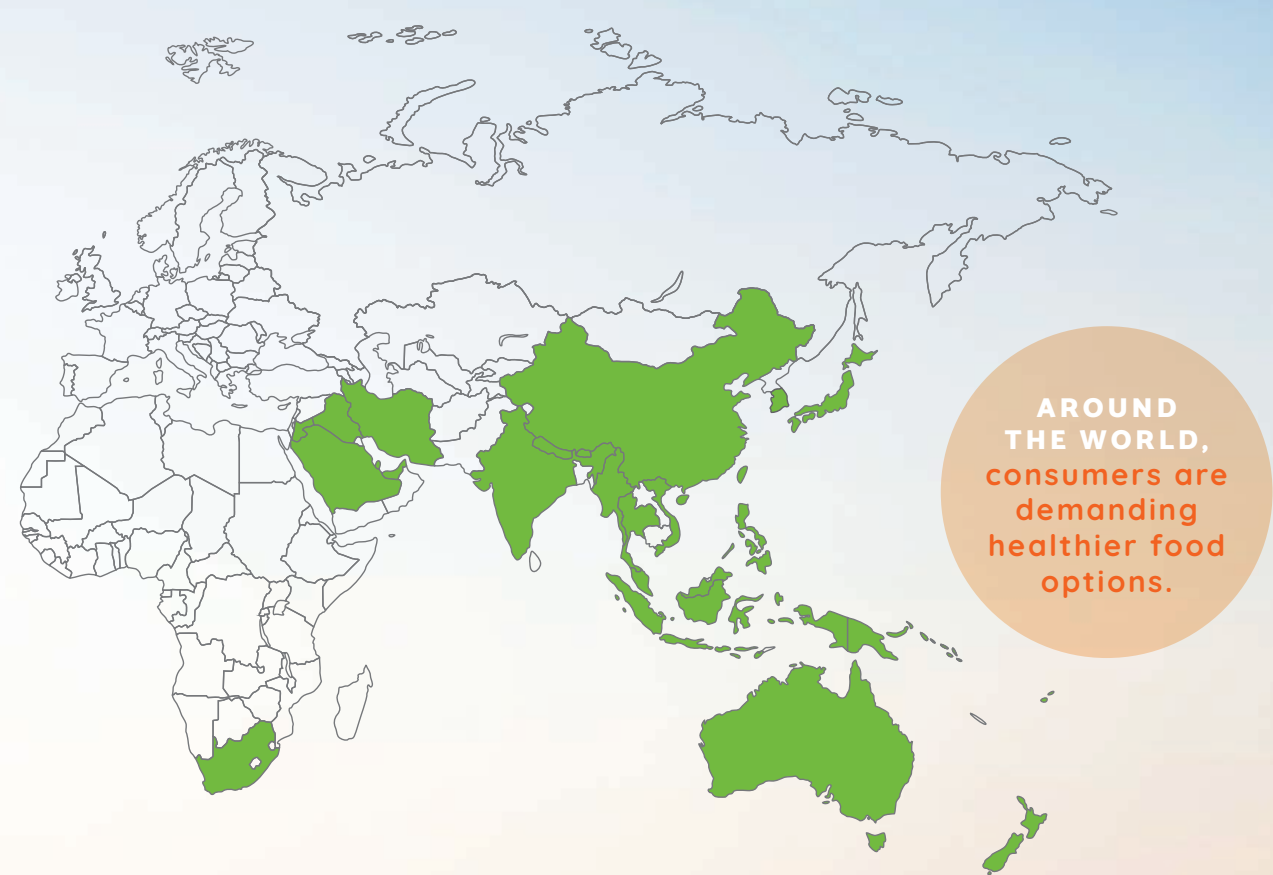 AROUND
THE WORLD,
consumers are
demanding
healthier food
options.